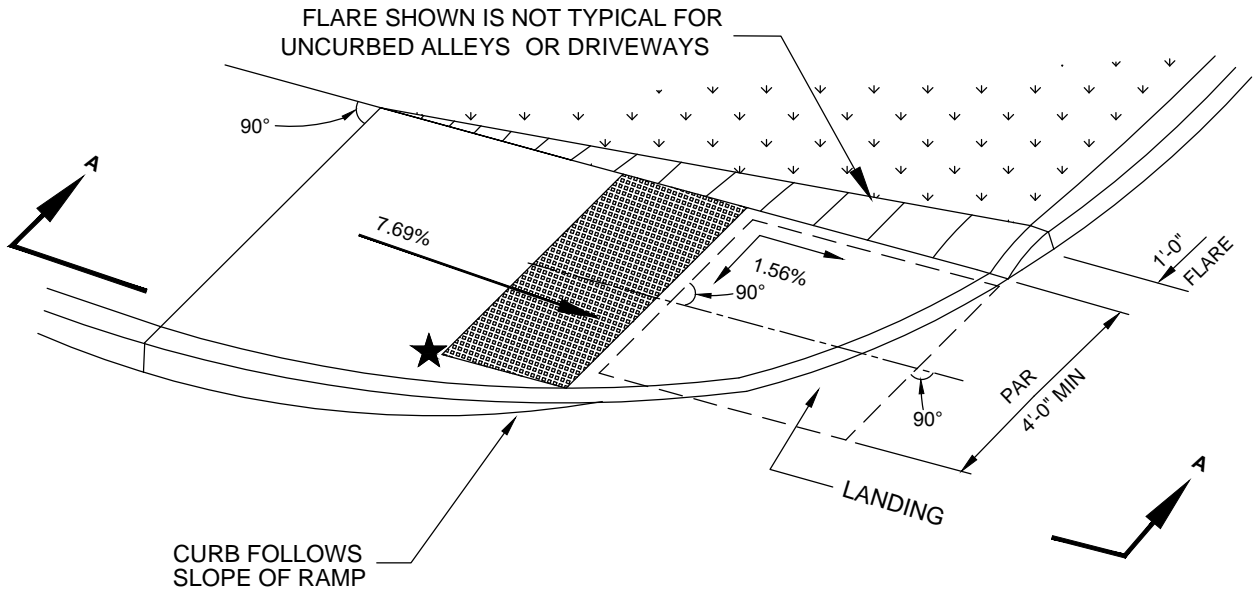 FLARE SHOWN IS NOT TYPICAL FOR
UNCURBED ALLEYS OR DRIVEWAYS
90°
A
7.69%
1.56%
90°
1'-0"
FLARE
PAR
4'-0" MIN
90°
A
LANDING
CURB FOLLOWS
SLOPE OF RAMP